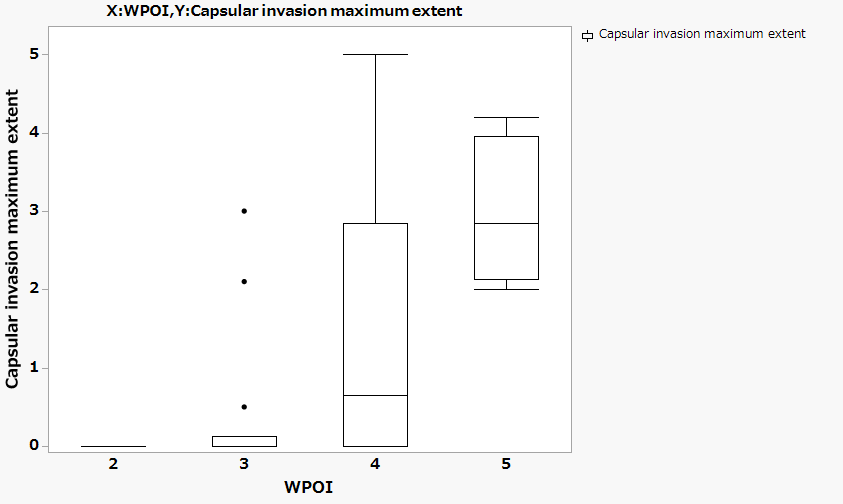 X:WPOI,Y:Capsular invasion maximum extent
Capsular invasion maximum extent
Capsular invasion maximum extent
5
4
3
2
1
0
2 3 4 5
WPOI